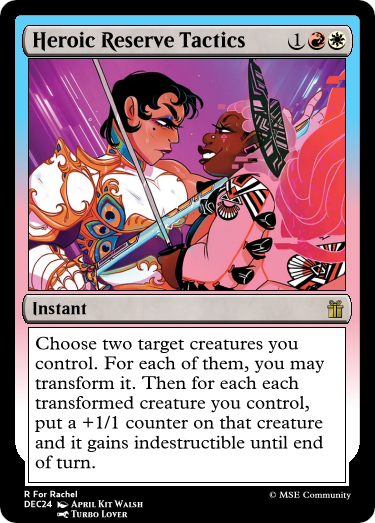 Heroic Reserve Tactics 1
Instant
Choose two target creatures you
control. For each of them, you may
transform it. Then for each each
transformed creature you control,
put a +1/1 counter on that creature
and it gains indestructible until end
of turn.
R For Rachel
DEC24 April Kit Walsh
Turbo Lover
© MSE Community